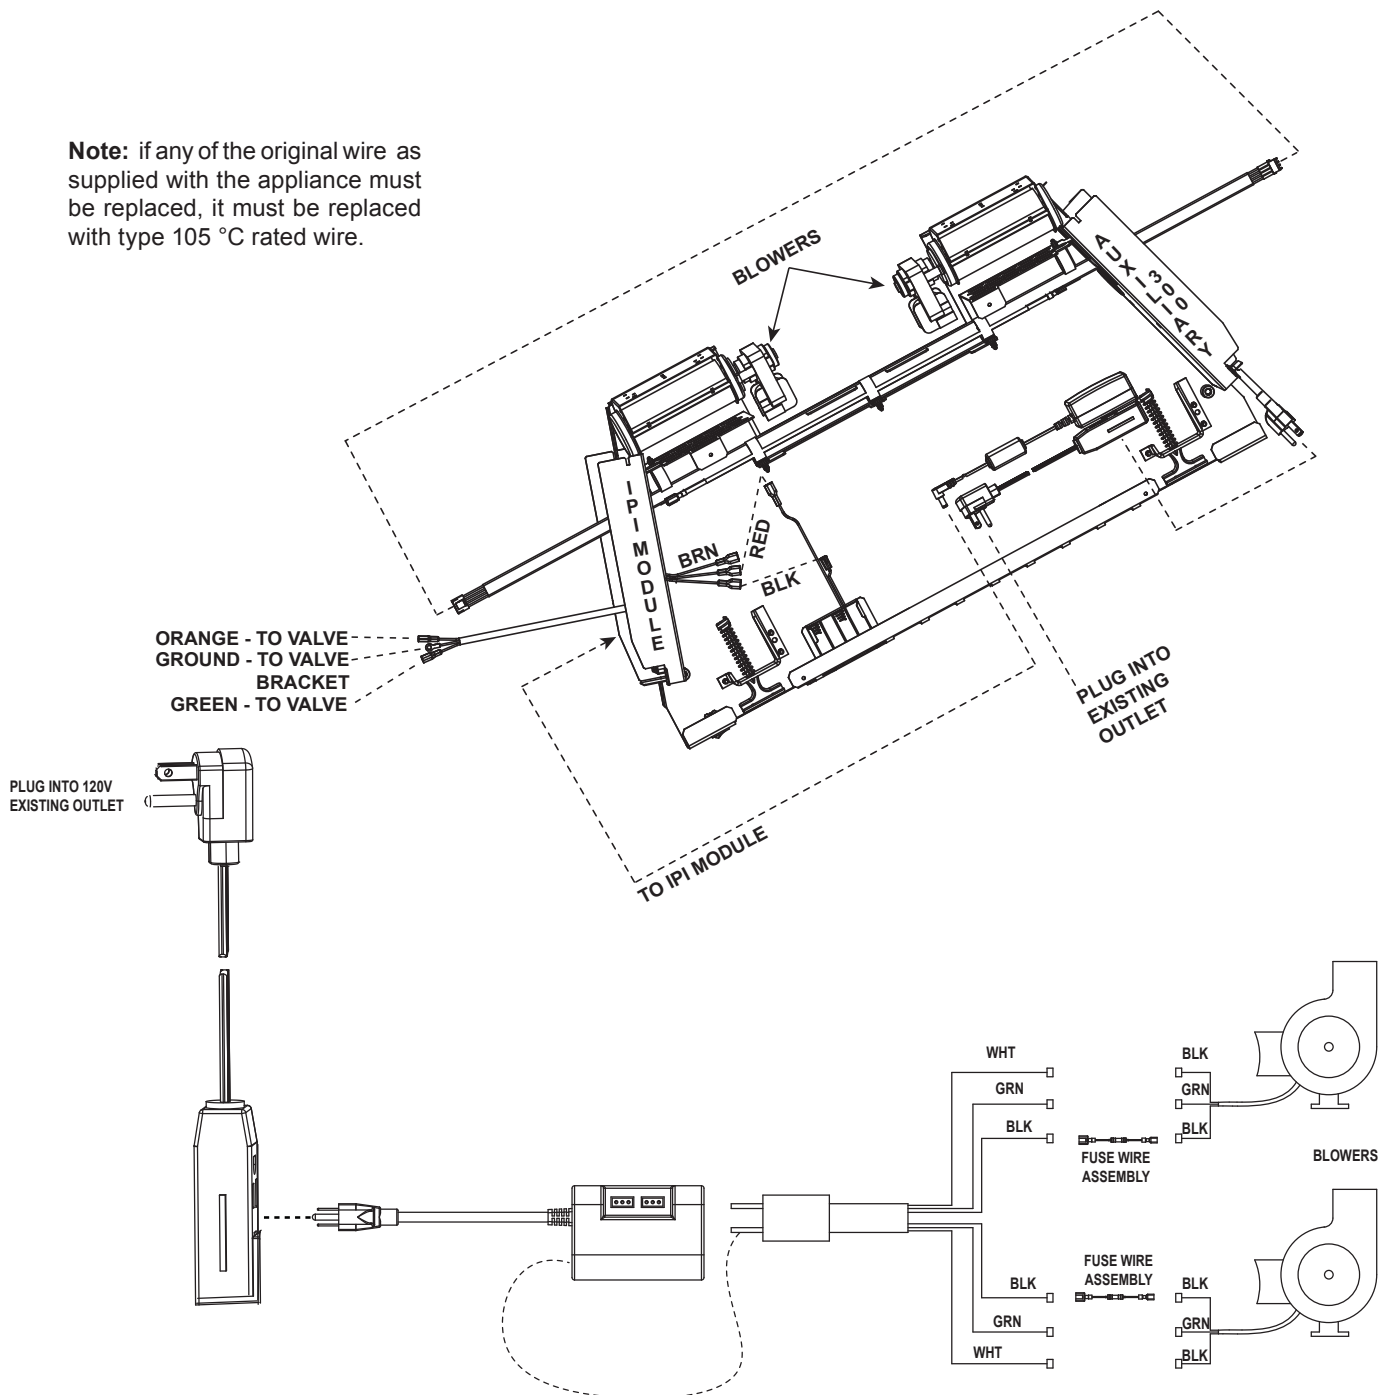 Note: if any of the original wire as
supplied with the appliance must
be replaced, it must be replaced
with type 105 °C rated wire.
BLOWERS
AUXILIARY
300
IPI MODULE
BRN
RED
BLK
ORANGE - TO VALVE
GROUND - TO VALVE
BRACKET
GREEN - TO VALVE
PLUG INTO
EXISTING
OUTLET
TO IPI MODULE
PLUG INTO 120V
EXISTING OUTLET
WHT
GRN
BLK
BLK
GRN
BLK
FUSE WIRE
ASSEMBLY
BLOWERS
FUSE WIRE
ASSEMBLY
BLK
GRN
WHT
BLK
GRN
BLK